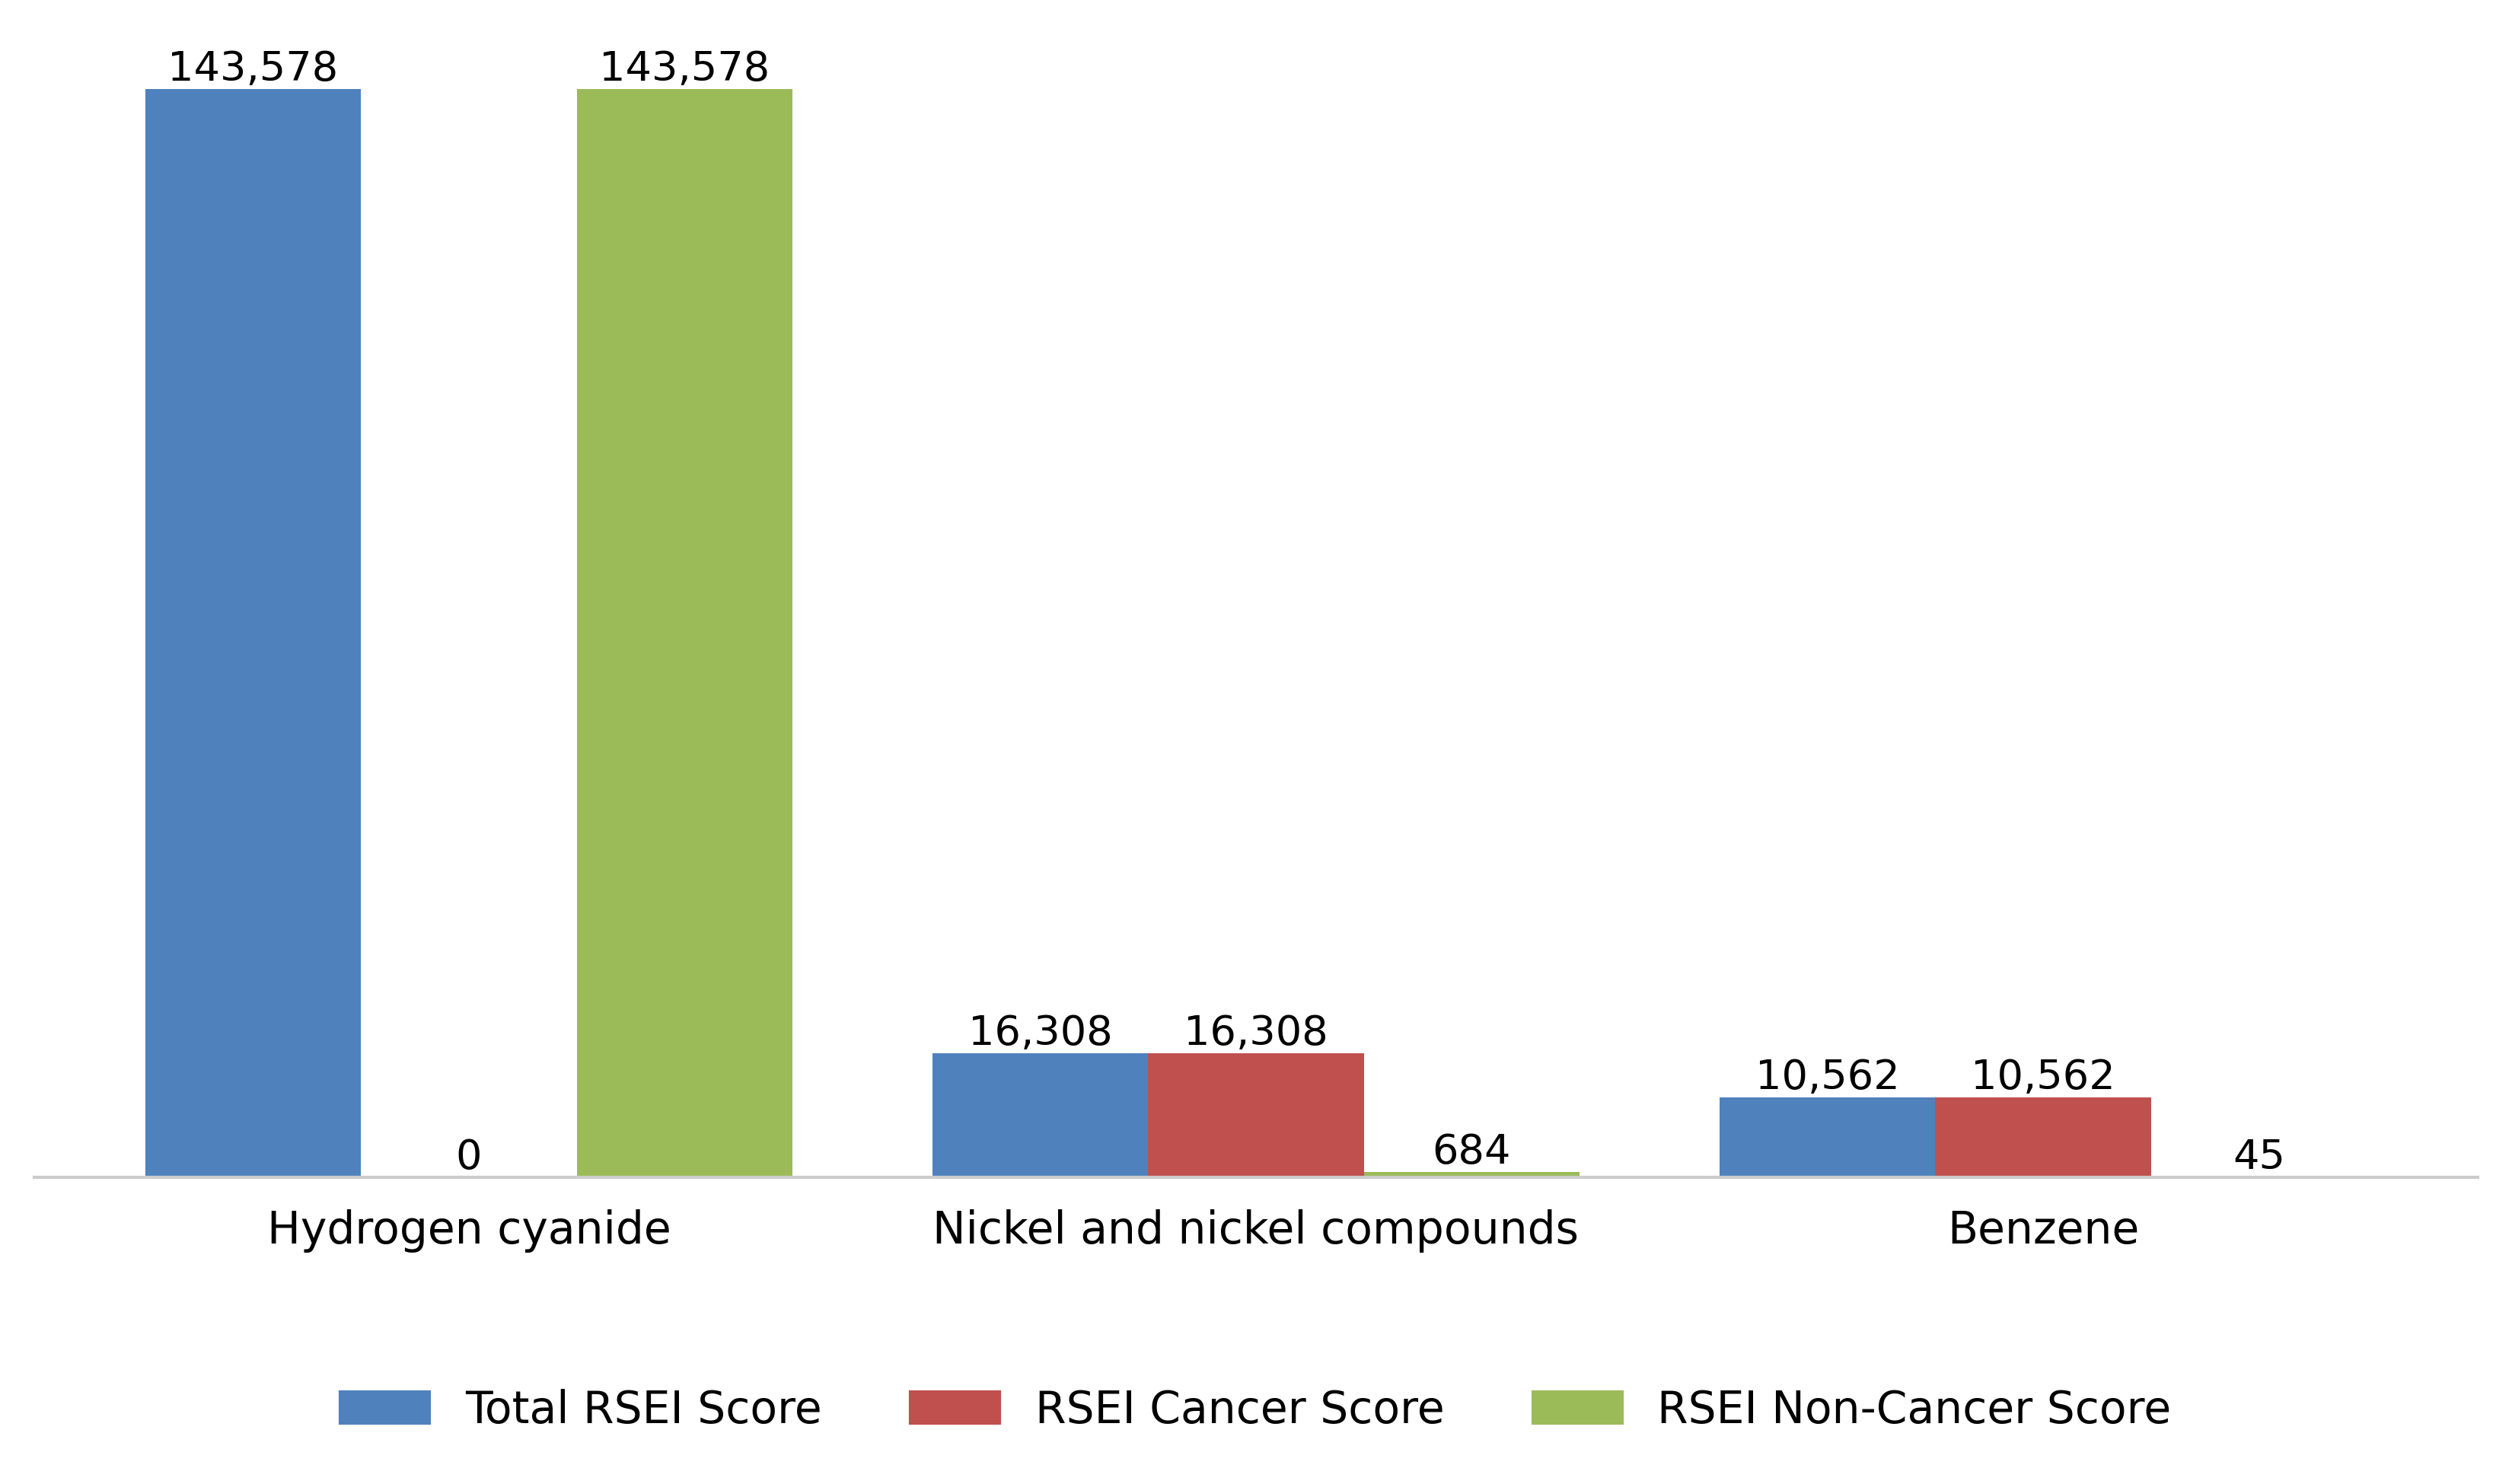 143,578 143,578
16,308 16,308
10,562 10,562
0 684 45
Hydrogen cyanide Nickel and nickel compounds Benzene
Total RSEI Score RSEI Cancer Score RSEI Non-Cancer Score